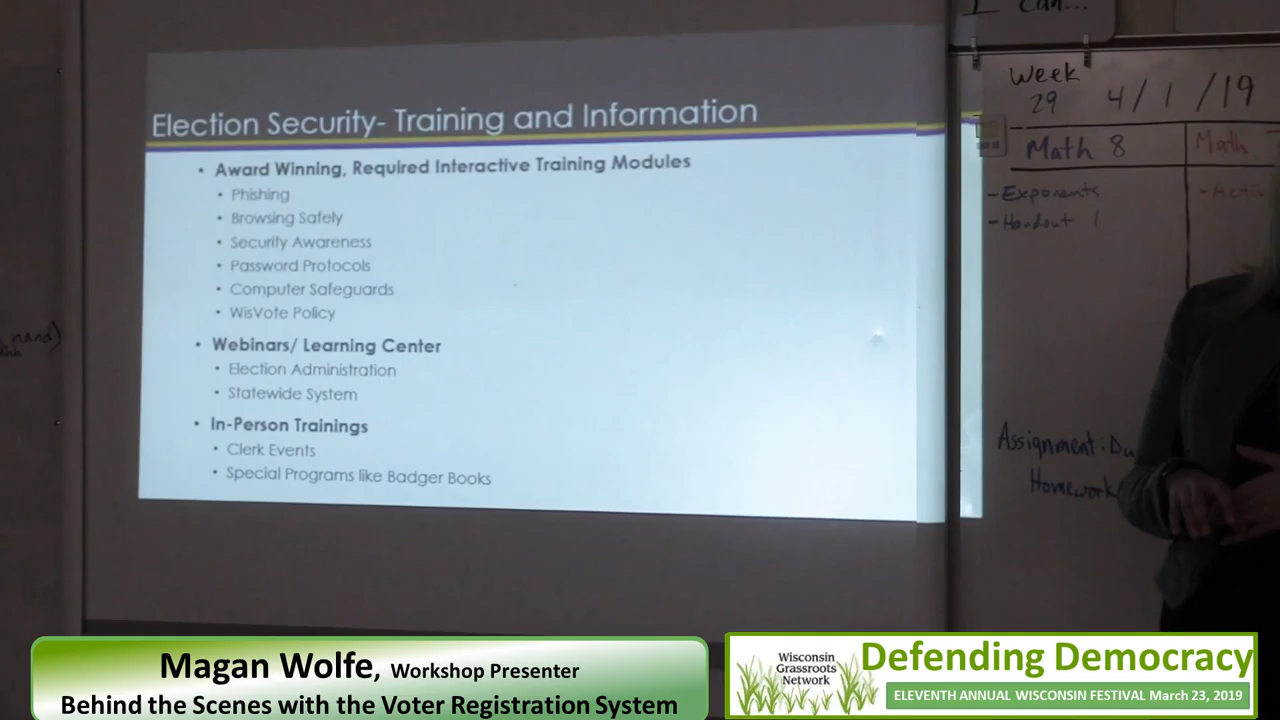 Election Security- Training and Information
• Award Winning, Required Interactive Training Modules
• Phishing
• Browsing Safely
• Security Awareness
• Password Protocols
• Computer Safeguards
• WisVote Policy
• Webinars/ Learning Center
• Election Administration
• Statewide System
• In-Person Trainings
• Clerk Events
• Special Programs like Badger Books
I can...
Week
29
4/1/19
Math 8
Math
- Exponents
- Handout 1
Assignment: Du
Homework
nand)
Magan Wolfe, Workshop Presenter
Behind the Scenes with the Voter Registration System
Wisconsin
Grassroots
Network
Defending Democracy
ELEVENTH ANNUAL WISCONSIN FESTIVAL March 23, 2019